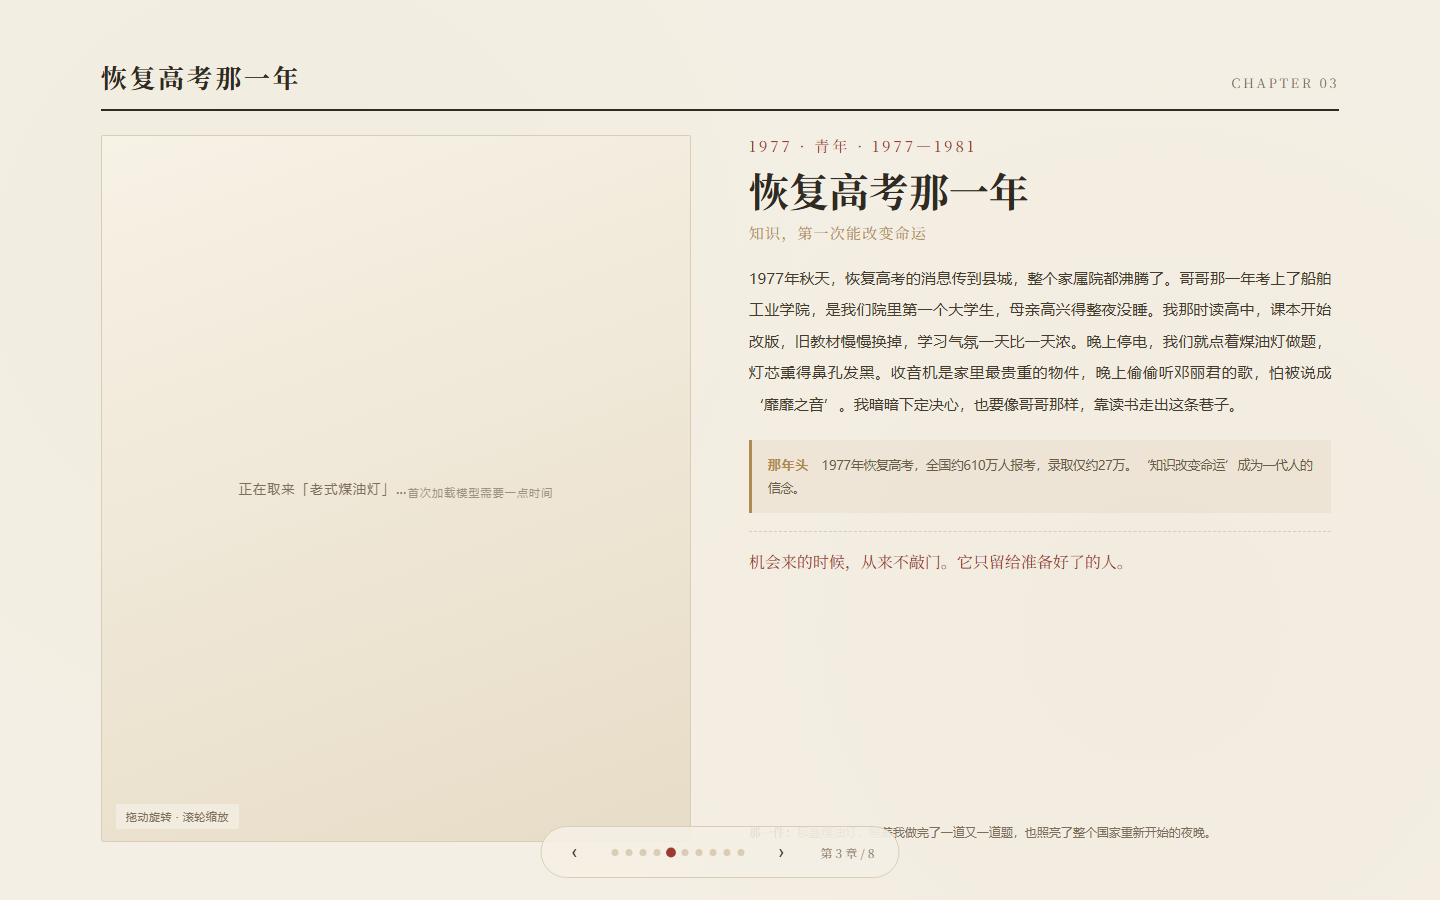 恢复高考那一年
CHAPTER 03
正在取来「老式煤油灯」...首次加载模型需要一点时间
拖动旋转 · 滚轮缩放
1977 · 青年 · 1977—1981
恢复高考那一年
知识，第一次能改变命运
1977年秋天，恢复高考的消息传到县城，整个家属院都沸腾了。哥哥那一年考上了船舶
工业学院，是我们院里第一个大学生，母亲高兴得整夜没睡。我那时读高中，课本开始
改版，旧教材慢慢换掉，学习气氛一天比一天浓。晚上停电，我们就点着煤油灯做题，
灯芯熏得鼻孔发黑。收音机是家里最贵重的物件，晚上偷偷听邓丽君的歌，怕被说成
‘靡靡之音’。我暗暗下定决心，也要像哥哥那样，靠读书走出这条巷子。
那年头 1977年恢复高考，全国约610万人报考，录取仅约27万。‘知识改变命运’成为一代人的
信念。
机会来的时候，从来不敲门。它只留给准备好了的人。
我做完了一道又一道题，也照亮了整个国家重新开始的夜晚。
‹ › 第 3 章 / 8